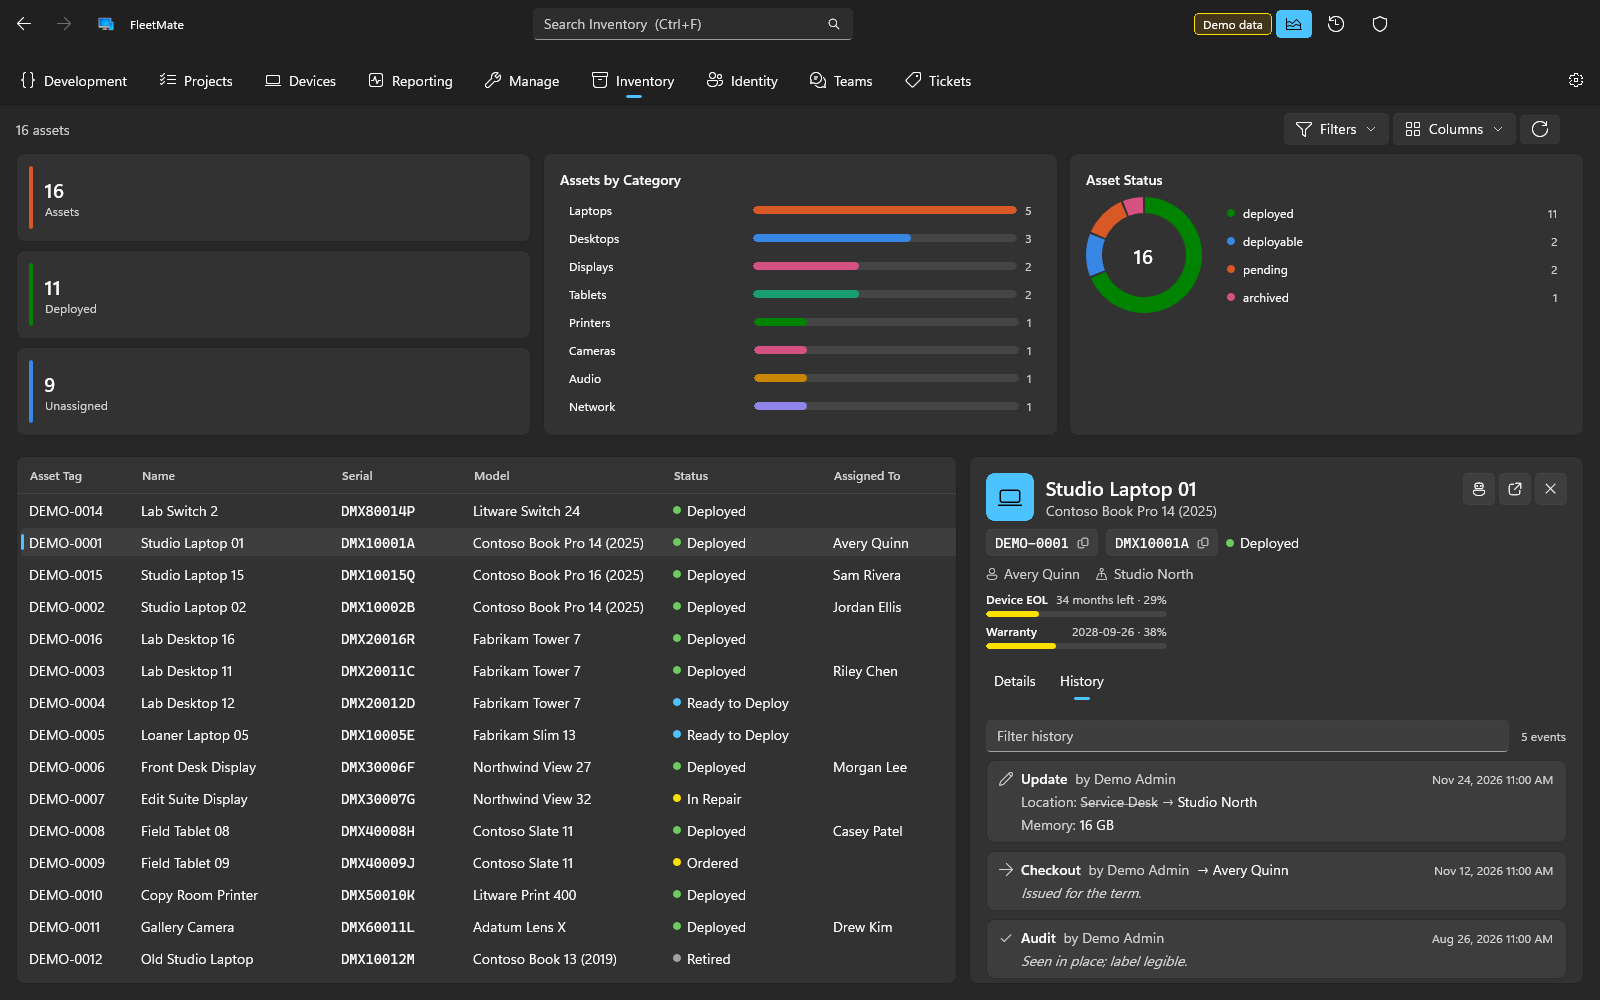 FleetMate
Search Inventory (Ctrl+F)
Demo data
Development
Projects
Devices
Reporting
Manage
Inventory
Identity
Teams
Tickets
16 assets
Filters
Columns
16
Assets
11
Deployed
9
Unassigned
Assets by Category
Laptops 5
Desktops 3
Displays 2
Tablets 2
Printers 1
Cameras 1
Audio 1
Network 1
Asset Status
16
deployed 11
deployable 2
pending 2
archived 1
Asset Tag Name Serial Model Status Assigned To
DEMO-0014 Lab Switch 2 DMX80014P Litware Switch 24 Deployed
DEMO-0001 Studio Laptop 01 DMX10001A Contoso Book Pro 14 (2025) Deployed Avery Quinn
DEMO-0015 Studio Laptop 15 DMX10015Q Contoso Book Pro 16 (2025) Deployed Sam Rivera
DEMO-0002 Studio Laptop 02 DMX10002B Contoso Book Pro 14 (2025) Deployed Jordan Ellis
DEMO-0016 Lab Desktop 16 DMX20016R Fabrikam Tower 7 Deployed
DEMO-0003 Lab Desktop 11 DMX20011C Fabrikam Tower 7 Deployed Riley Chen
DEMO-0004 Lab Desktop 12 DMX20012D Fabrikam Tower 7 Ready to Deploy
DEMO-0005 Loaner Laptop 05 DMX10005E Fabrikam Slim 13 Ready to Deploy
DEMO-0006 Front Desk Display DMX30006F Northwind View 27 Deployed Morgan Lee
DEMO-0007 Edit Suite Display DMX30007G Northwind View 32 In Repair
DEMO-0008 Field Tablet 08 DMX40008H Contoso Slate 11 Deployed Casey Patel
DEMO-0009 Field Tablet 09 DMX40009J Contoso Slate 11 Ordered
DEMO-0010 Copy Room Printer DMX50010K Litware Print 400 Deployed
DEMO-0011 Gallery Camera DMX60011L Adatum Lens X Deployed Drew Kim
DEMO-0012 Old Studio Laptop DMX10012M Contoso Book 13 (2019) Retired
Studio Laptop 01
Contoso Book Pro 14 (2025)
DEMO-0001 DMX10001A Deployed
Avery Quinn Studio North
Device EOL 34 months left · 29%
Warranty 2028-09-26 · 38%
Details History
Filter history 5 events
Update by Demo Admin Nov 24, 2026 11:00 AM
Location: Service Desk → Studio North
Memory: 16 GB
Checkout by Demo Admin → Avery Quinn Nov 12, 2026 11:00 AM
Issued for the term.
Audit by Demo Admin Aug 26, 2026 11:00 AM
Seen in place; label legible.